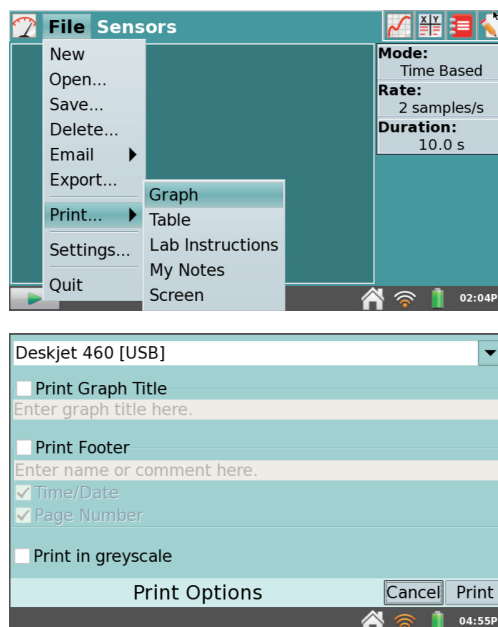 File Sensors
New
Open...
Save...
Delete...
Email
Export...
Print...
Settings...
Quit
Graph
Table
Lab Instructions
My Notes
Screen
X Y
Mode:
Time Based
Rate:
2 samples/s
Duration:
10.0 s
02:04P
Deskjet 460 [USB]
Print Graph Title
Enter graph title here.
Print Footer
Enter name or comment here.
Time/Date
Page Number
Print in greyscale
Print Options Cancel Print
04:55P